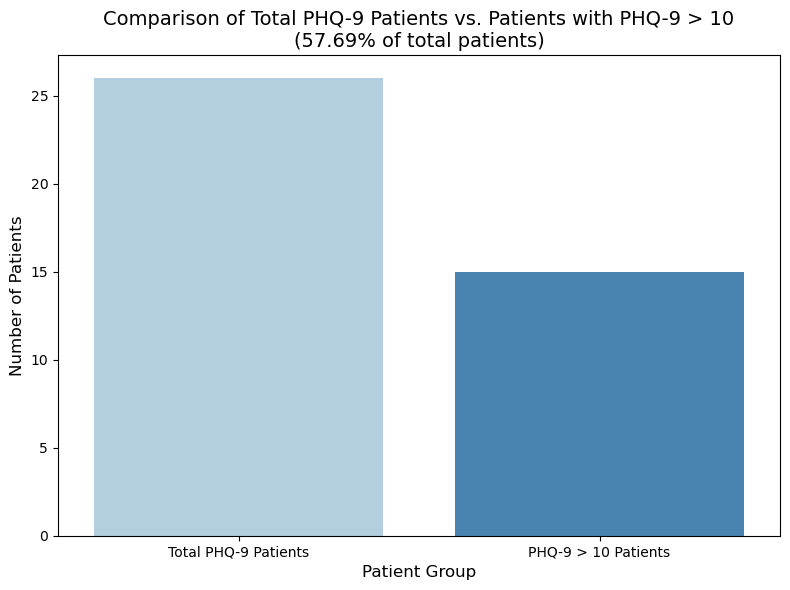 Comparison of Total PHQ-9 Patients vs. Patients with PHQ-9 > 10
(57.69% of total patients)
Number of Patients
25
20
15
10
5
0
Total PHQ-9 Patients
PHQ-9 > 10 Patients
Patient Group